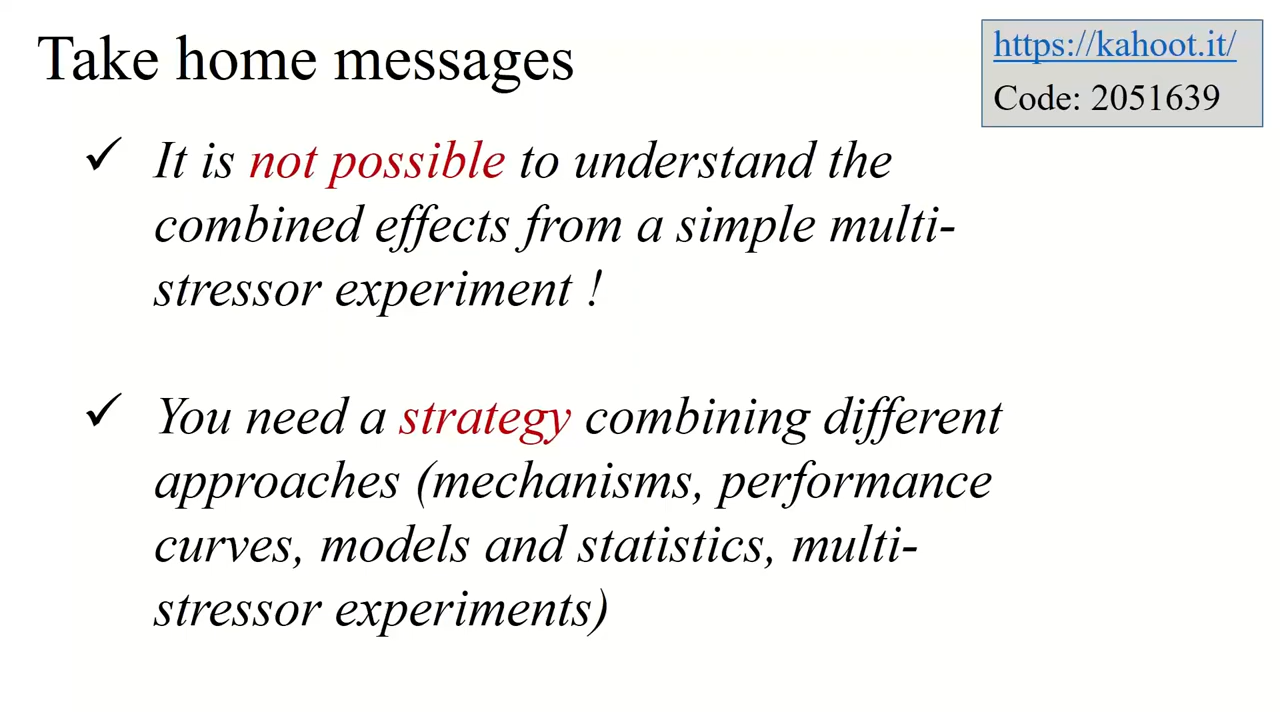 Take home messages
https://kahoot.it/
Code: 2051639
✓ It is not possible to understand the
combined effects from a simple multi-
stressor experiment !
✓ You need a strategy combining different
approaches (mechanisms, performance
curves, models and statistics, multi-
stressor experiments)